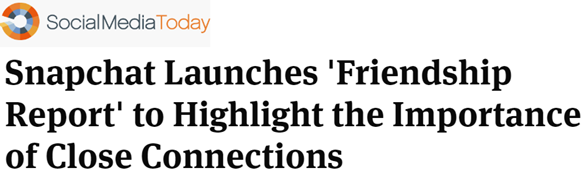 SocialMediaToday
Snapchat Launches 'Friendship
Report' to Highlight the Importance
of Close Connections